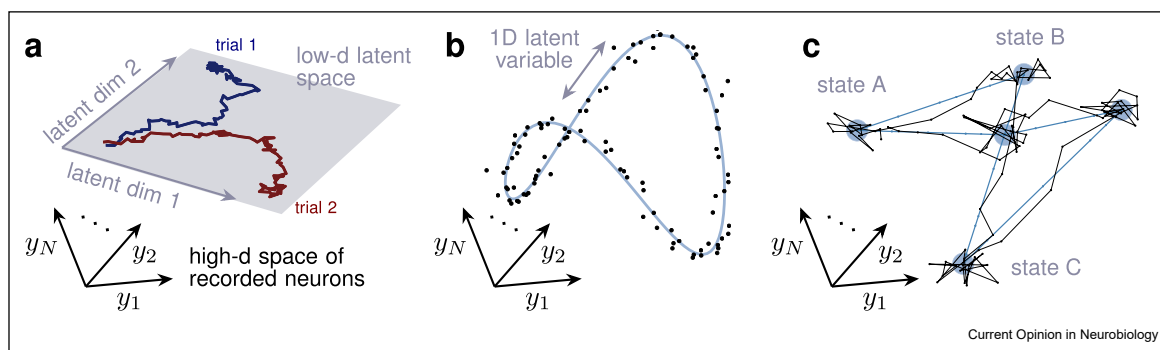 a
trial 1
low-d latent
space
latent dim 2
latent dim 1
trial 2
y_N
y_2
y_1
high-d space of
recorded neurons
b
1D latent
variable
y_N
y_2
y_1
c
state B
state A
state C
y_N
y_2
y_1
Current Opinion in Neurobiology